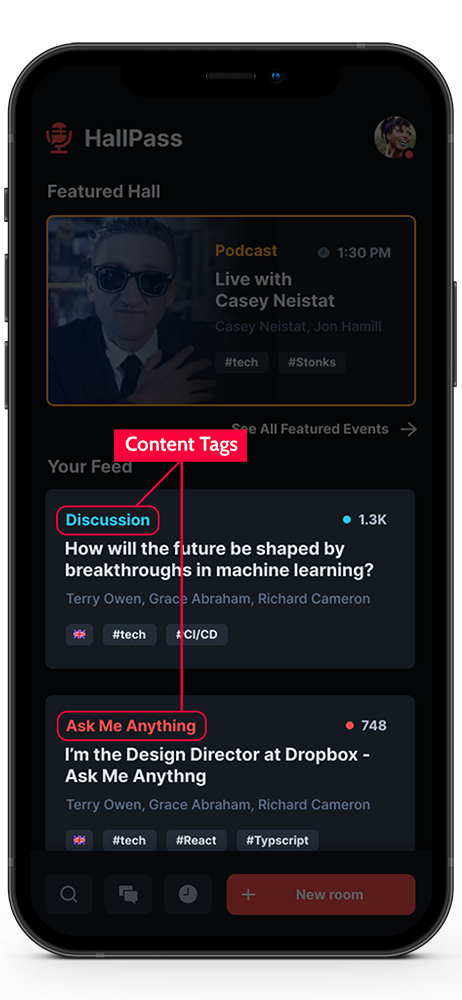 HallPass
Featured Hall
Podcast
1:30 PM
Live with
Casey Neistat
Casey Neistat, Jon Hamill
#tech #Stonks
See All Featured Events
Content Tags
Your Feed
Discussion
1.3K
How will the future be shaped by
breakthroughs in machine learning?
Terry Owen, Grace Abraham, Richard Cameron
#tech #CI/CD
Ask Me Anything
748
I'm the Design Director at Dropbox -
Ask Me Anythng
Terry Owen, Grace Abraham, Richard Cameron
#tech #React #Typscript
New room